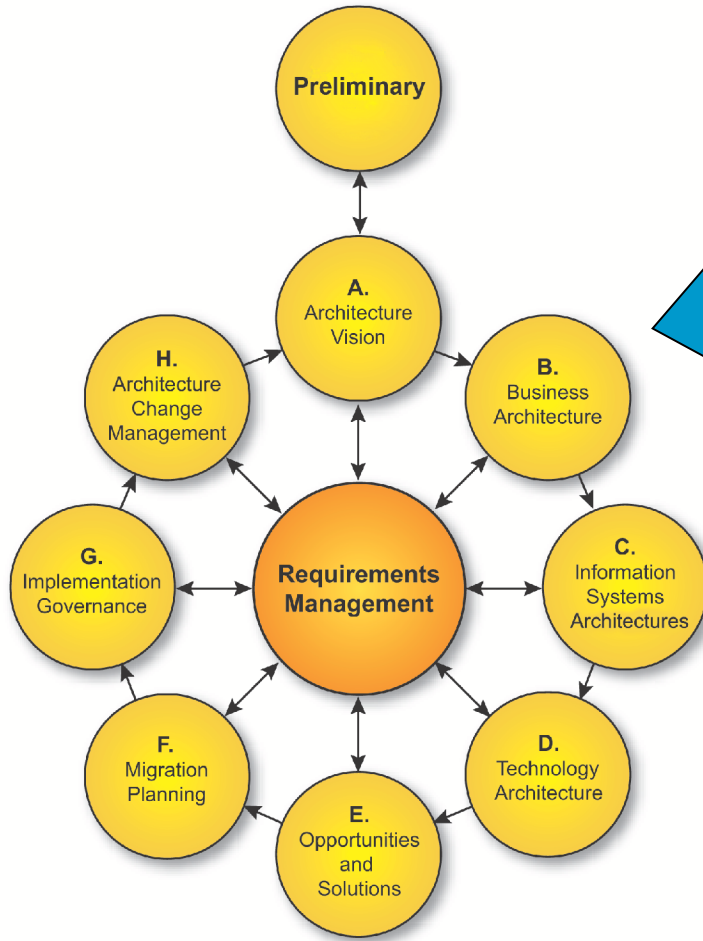 Preliminary
A.
Architecture
Vision
B.
Business
Architecture
C.
Information
Systems
Architectures
D.
Technology
Architecture
E.
Opportunities
and
Solutions
F.
Migration
Planning
G.
Implementation
Governance
H.
Architecture
Change
Management
Requirements
Management